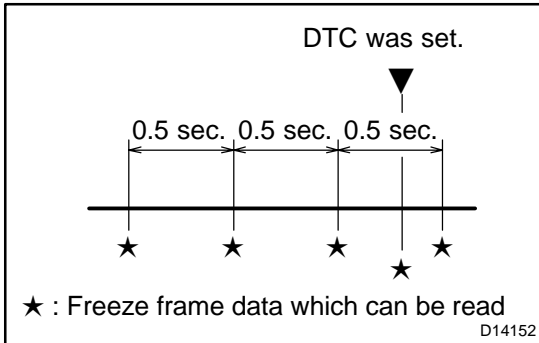 DTC was set.
0.5 sec. 0.5 sec. 0.5 sec.
★ : Freeze frame data which can be read
D14152